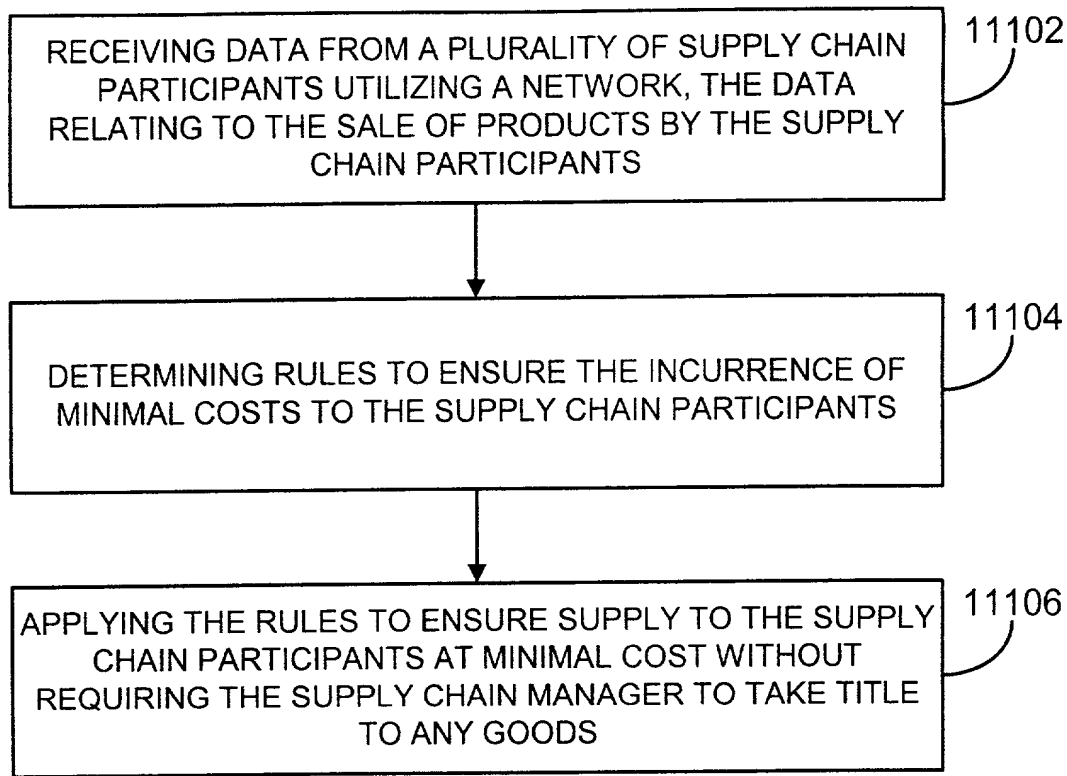 RECEIVING DATA FROM A PLURALITY OF SUPPLY CHAIN
PARTICIPANTS UTILIZING A NETWORK, THE DATA
RELATING TO THE SALE OF PRODUCTS BY THE SUPPLY
CHAIN PARTICIPANTS
11102
DETERMINING RULES TO ENSURE THE INCURRENCE OF
MINIMAL COSTS TO THE SUPPLY CHAIN PARTICIPANTS
11104
APPLYING THE RULES TO ENSURE SUPPLY TO THE SUPPLY
CHAIN PARTICIPANTS AT MINIMAL COST WITHOUT
REQUIRING THE SUPPLY CHAIN MANAGER TO TAKE TITLE
TO ANY GOODS
11106